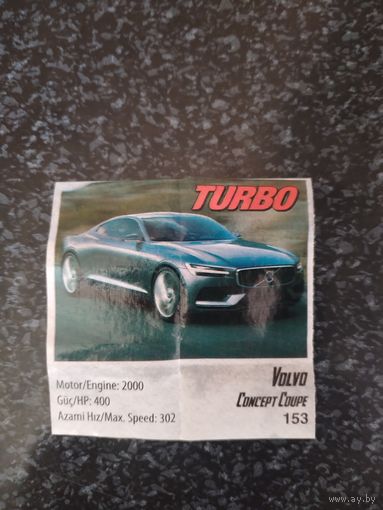 TURBO
Motor/Engine: 2000
Güç/HP: 400
Azami Hız/Max. Speed: 302
VOLVO
CONCEPT COUPE
153
© www.ay.by